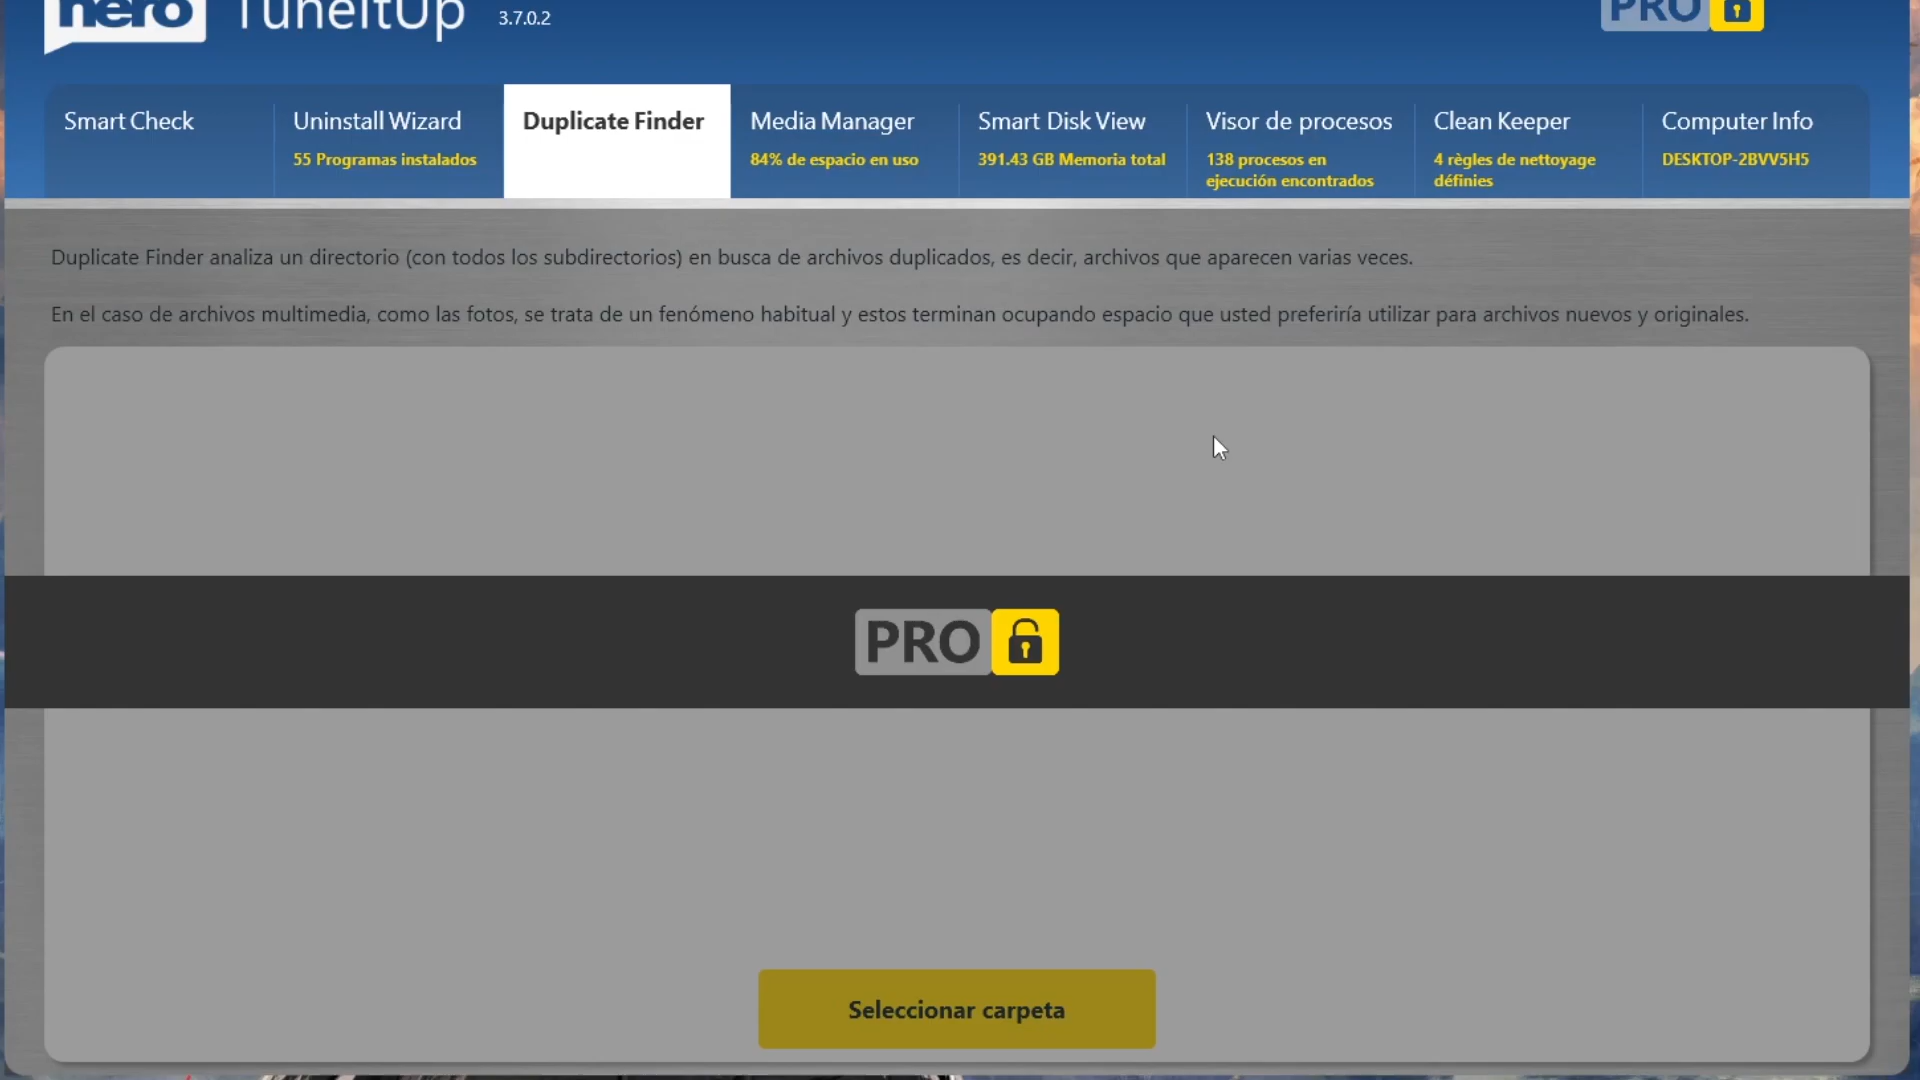 nero TuneItUp 3.7.0.2 PRO
Smart Check
Uninstall Wizard
55 Programas instalados
Duplicate Finder
Media Manager
84% de espacio en uso
Smart Disk View
391.43 GB Memoria total
Visor de procesos
138 procesos en
ejecución encontrados
Clean Keeper
4 règles de nettoyage
définies
Computer Info
DESKTOP-2BVV5H5
Duplicate Finder analiza un directorio (con todos los subdirectorios) en busca de archivos duplicados, es decir, archivos que aparecen varias veces.
En el caso de archivos multimedia, como las fotos, se trata de un fenómeno habitual y estos terminan ocupando espacio que usted preferiría utilizar para archivos nuevos y originales.
PRO
Seleccionar carpeta